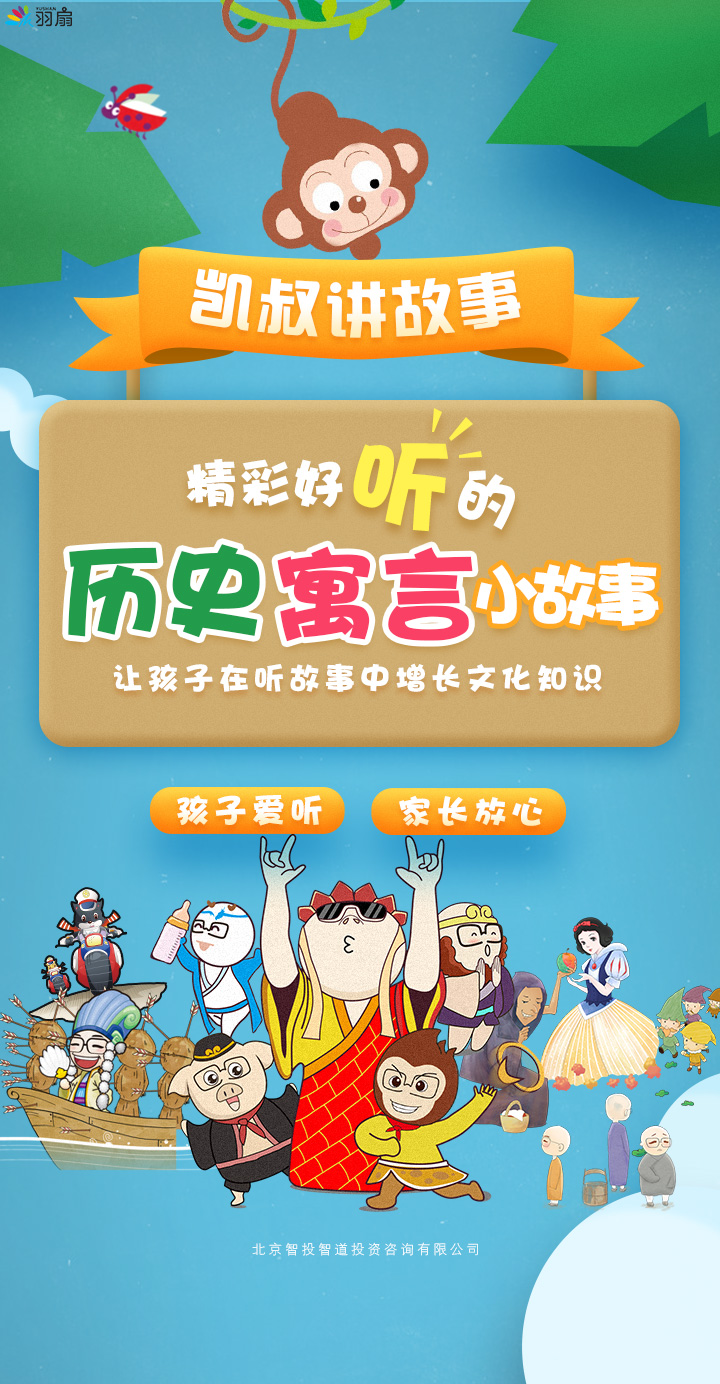 YUSHAN
羽扇
凯叔讲故事
精彩好听的
历史寓言小故事
让孩子在听故事中增长文化知识
孩子爱听 家长放心
北京智投智道投资咨询有限公司